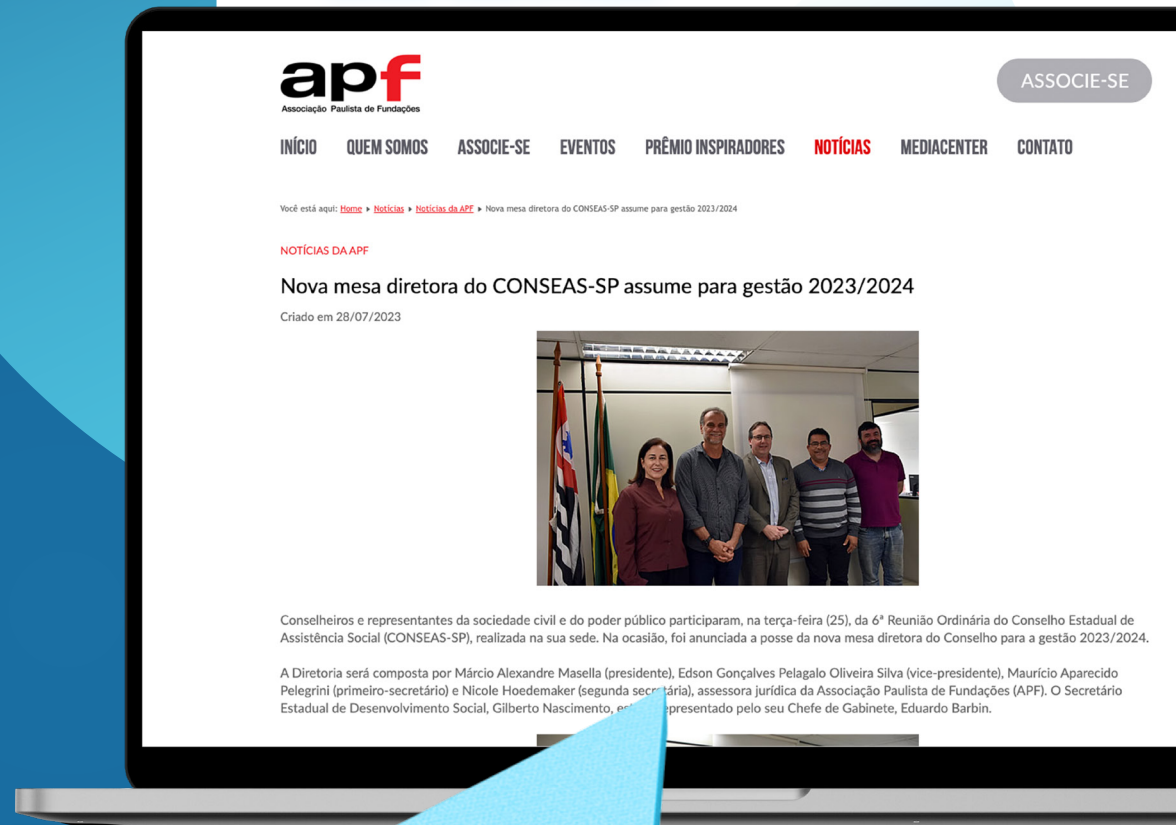 apf
Associação Paulista de Fundações
ASSOCIE-SE
INÍCIO QUEM SOMOS ASSOCIE-SE EVENTOS PRÊMIO INSPIRADORES NOTÍCIAS MEDIACENTER CONTATO
Você está aqui: Home ▸ Notícias ▸ Notícias da APF ▸ Nova mesa diretora do CONSEAS-SP assume para gestão 2023/2024
NOTÍCIAS DA APF
Nova mesa diretora do CONSEAS-SP assume para gestão 2023/2024
Criado em 28/07/2023
Conselheiros e representantes da sociedade civil e do poder público participaram, na terça-feira (25), da 6ª Reunião Ordinária do Conselho Estadual de
Assistência Social (CONSEAS-SP), realizada na sua sede. Na ocasião, foi anunciada a posse da nova mesa diretora do Conselho para a gestão 2023/2024.
A Diretoria será composta por Márcio Alexandre Masella (presidente), Edson Gonçalves Pelagalo Oliveira Silva (vice-presidente), Maurício Aparecido
Pelegrini (primeiro-secretário) e Nicole Hoedemaker (segunda secretária), assessora jurídica da Associação Paulista de Fundações (APF). O Secretário
Estadual de Desenvolvimento Social, Gilberto Nascimento, representado pelo seu Chefe de Gabinete, Eduardo Barbin.